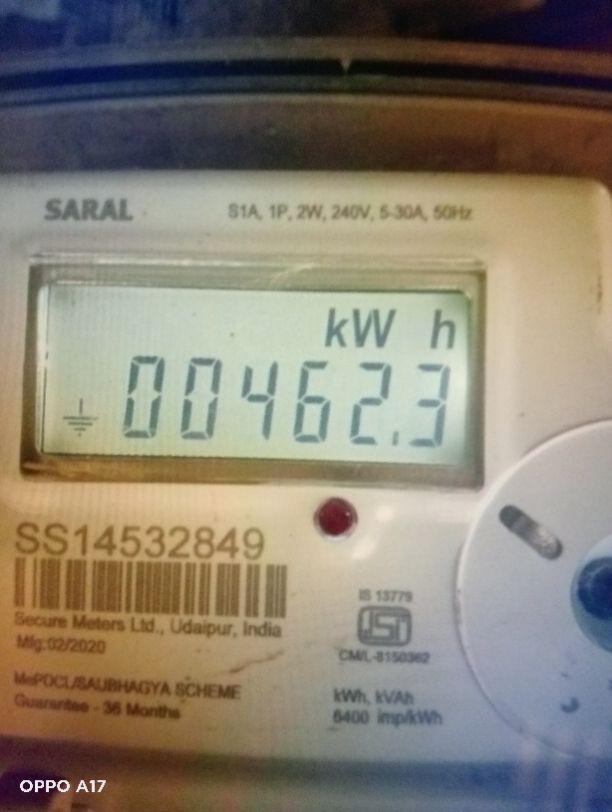 SARAL
S1A, 1P, 2W, 240V, 5-30A, 50Hz
kW h
00462.3
SS14532849
Secure Meters Ltd., Udaipur, India
Mfg:02/2020
MePDCL/SAUBHAGYA SCHEME
Guarantee - 36 Months
IS 13779
ISI
CM/L-8150362
kWh, kVAh
6400 imp/kWh
OPPO A17